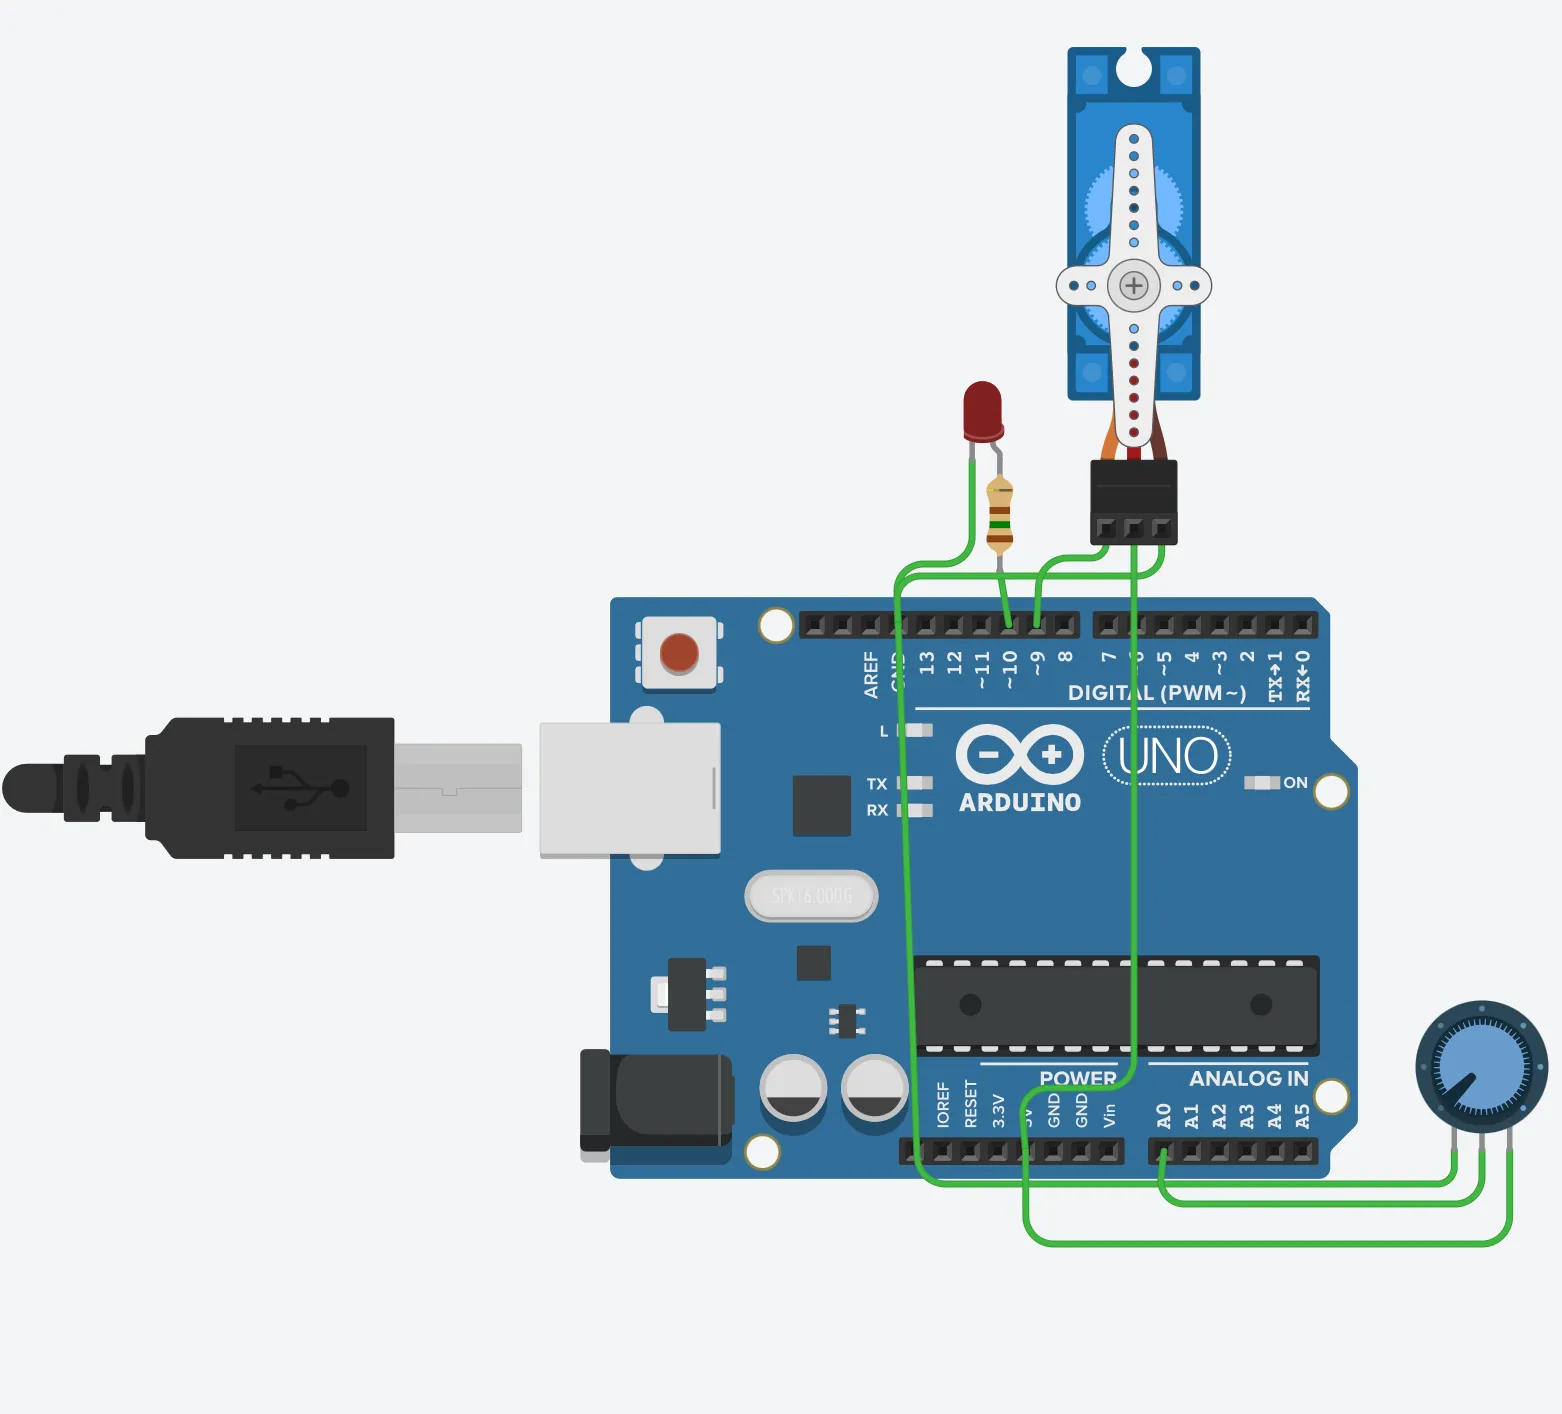 AREF
GND
13
12
~11
~10
~9
8
7
6
~5
4
~3
2
TX→1
RX←0
DIGITAL (PWM~)
L
TX
RX
ARDUINO
UNO
ON
SPK16.000G
POWER
ANALOG IN
IOREF
RESET
3.3V
5V
GND
GND
Vin
A0
A1
A2
A3
A4
A5